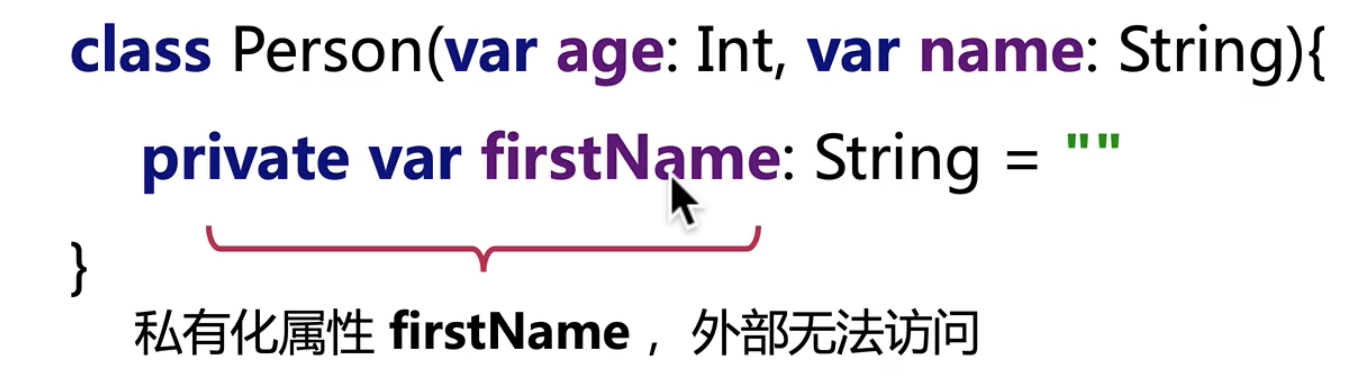 class Person(var age: Int, var name: String){
private var firstName: String = ""
}
私有化属性 firstName ，外部无法访问